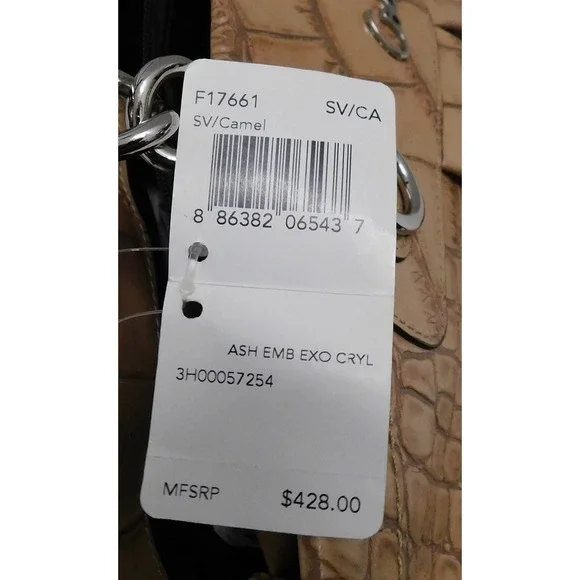 F17661 SV/CA
SV/Camel
8 86382 06543 7
ASH EMB EXO CRYL
3H00057254
MFSRP $428.00